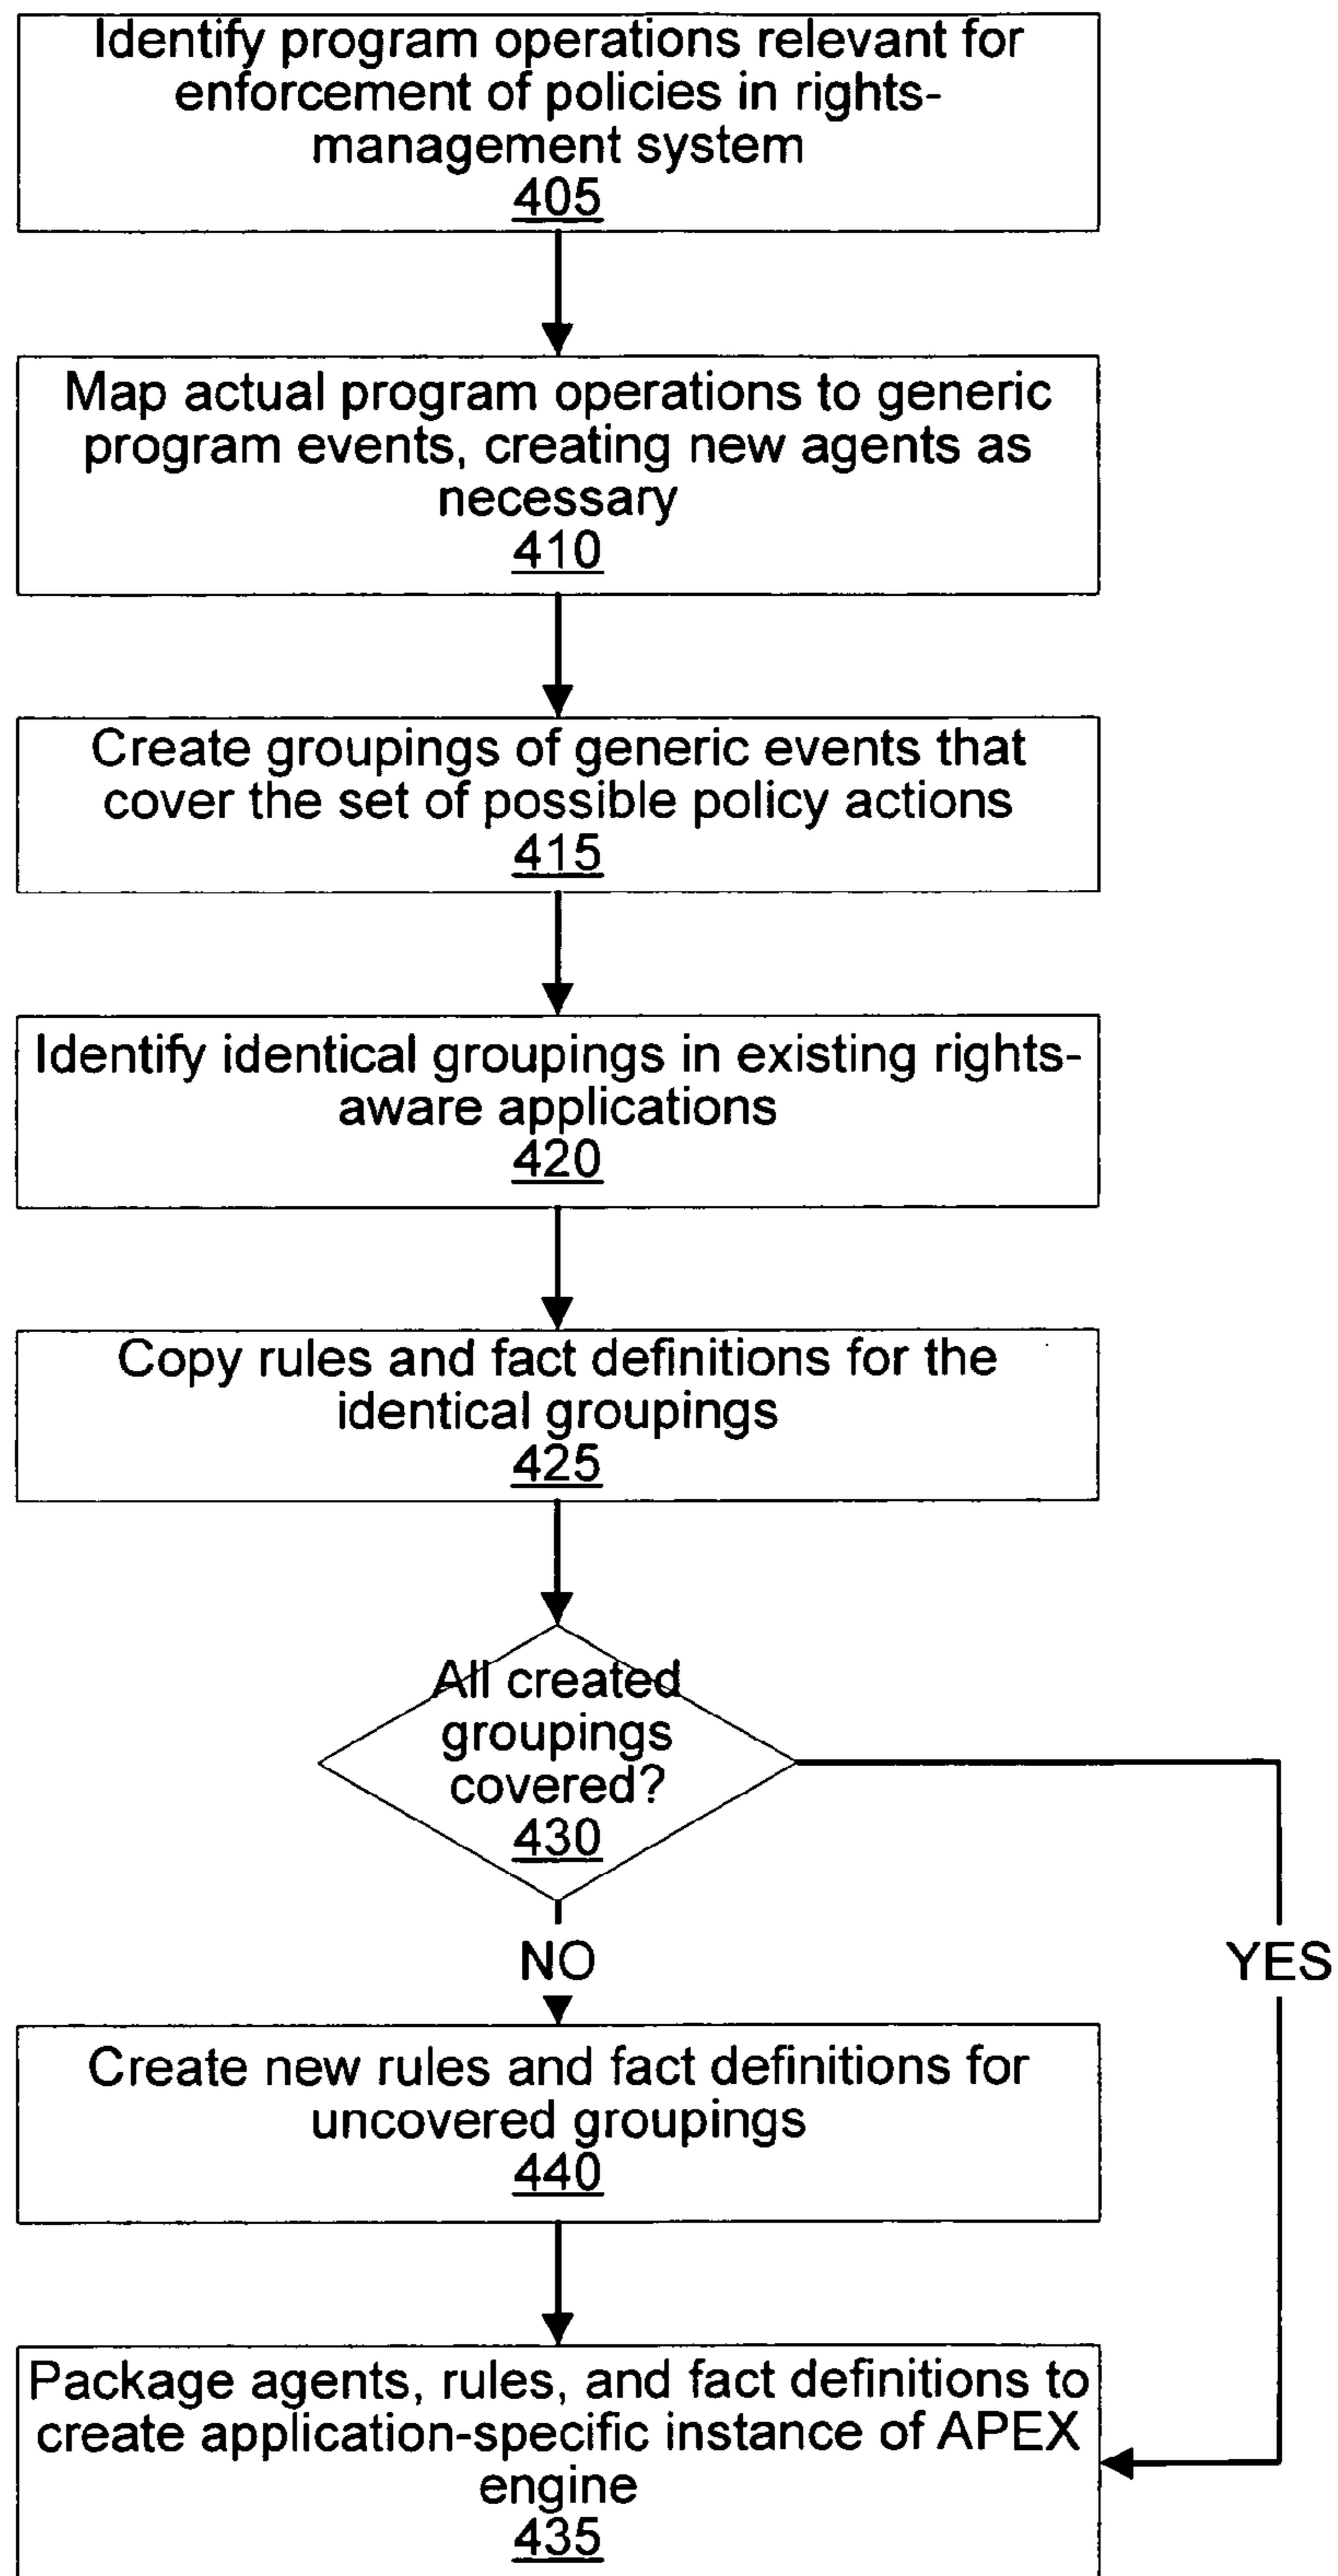 Identify program operations relevant for
enforcement of policies in rights-
management system
405
Map actual program operations to generic
program events, creating new agents as
necessary
410
Create groupings of generic events that
cover the set of possible policy actions
415
Identify identical groupings in existing rights-
aware applications
420
Copy rules and fact definitions for the
identical groupings
425
All created
groupings
covered?
430
NO
YES
Create new rules and fact definitions for
uncovered groupings
440
Package agents, rules, and fact definitions to
create application-specific instance of APEX
engine
435